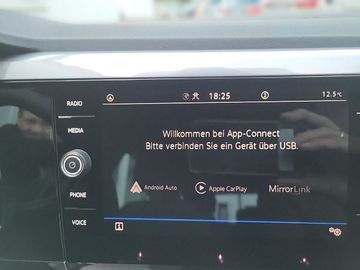 RADIO
18:25
12.5°C
MEDIA
Willkommen bei App-Connect
Bitte verbinden Sie ein Gerät über USB.
Android Auto
Apple CarPlay
MirrorLink
PHONE
VOICE